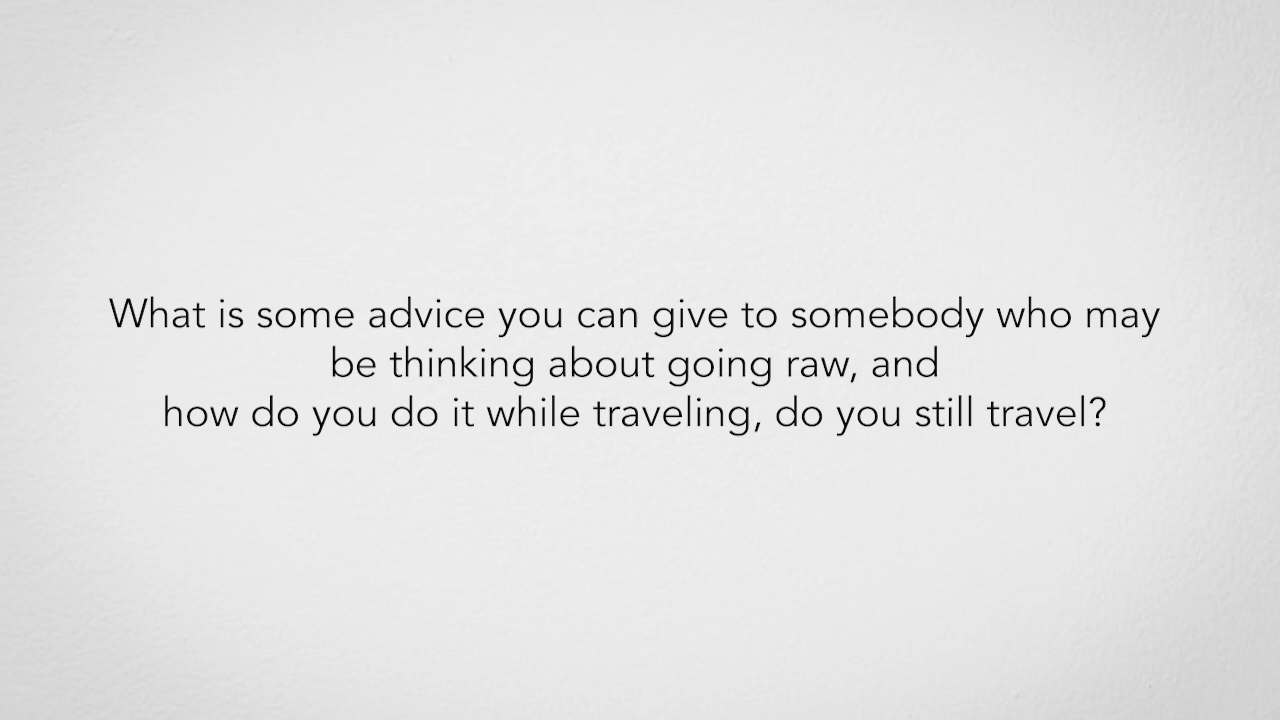 What is some advice you can give to somebody who may
be thinking about going raw, and
how do you do it while traveling, do you still travel?